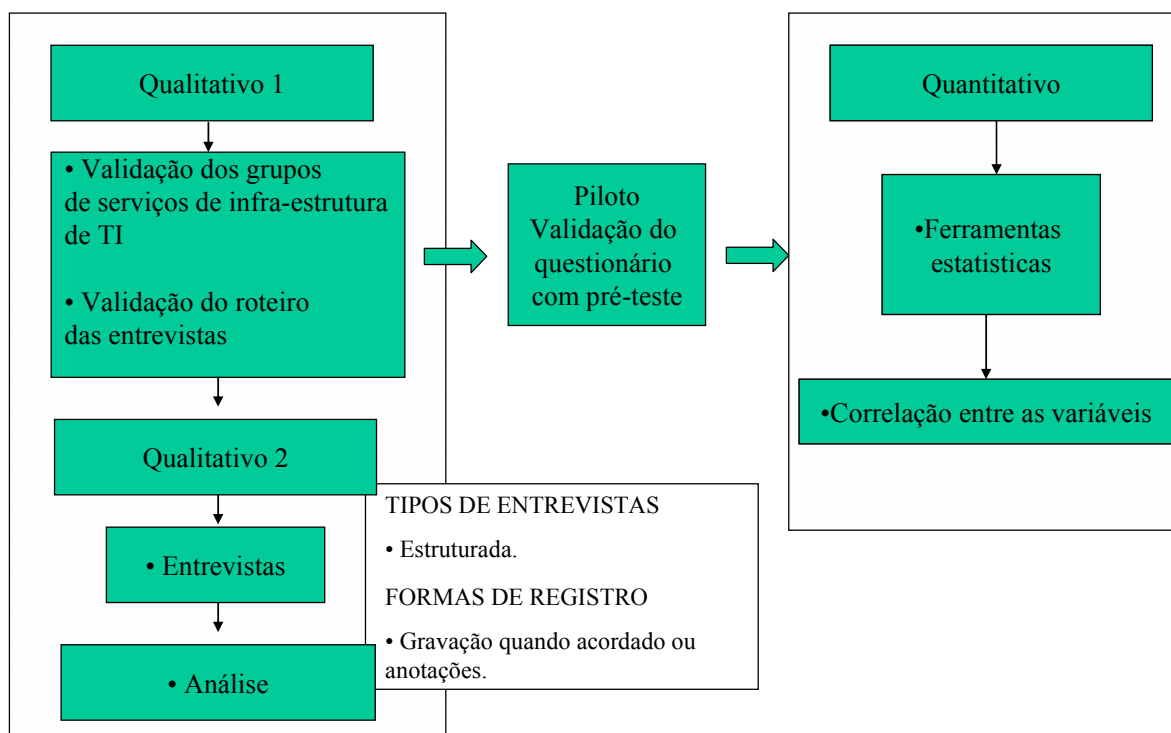 Qualitativo 1
• Validação dos grupos
de serviços de infra-estrutura
de TI
• Validação do roteiro
das entrevistas
Qualitativo 2
• Entrevistas
• Análise
TIPOS DE ENTREVISTAS
• Estruturada.
FORMAS DE REGISTRO
• Gravação quando acordado ou
anotações.
Piloto
Validação do
questionário
com pré-teste
Quantitativo
•Ferramentas
estatisticas
•Correlação entre as variáveis